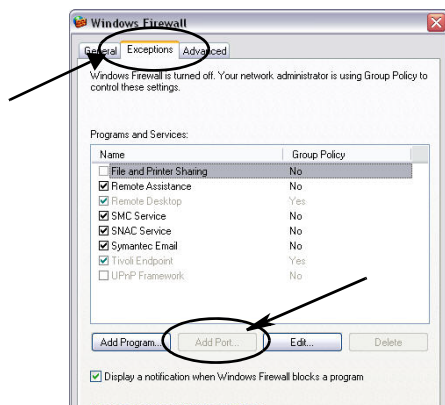 Windows Firewall
General Exceptions Advanced
Windows Firewall is turned off. Your network administrator is using Group Policy to
control these settings.
Programs and Services:
Name Group Policy
File and Printer Sharing No
Remote Assistance No
Remote Desktop Yes
SMC Service No
SNAC Service No
Symantec Email No
Tivoli Endpoint Yes
UPnP Framework No
Add Program... Add Port... Edit... Delete
Display a notification when Windows Firewall blocks a program